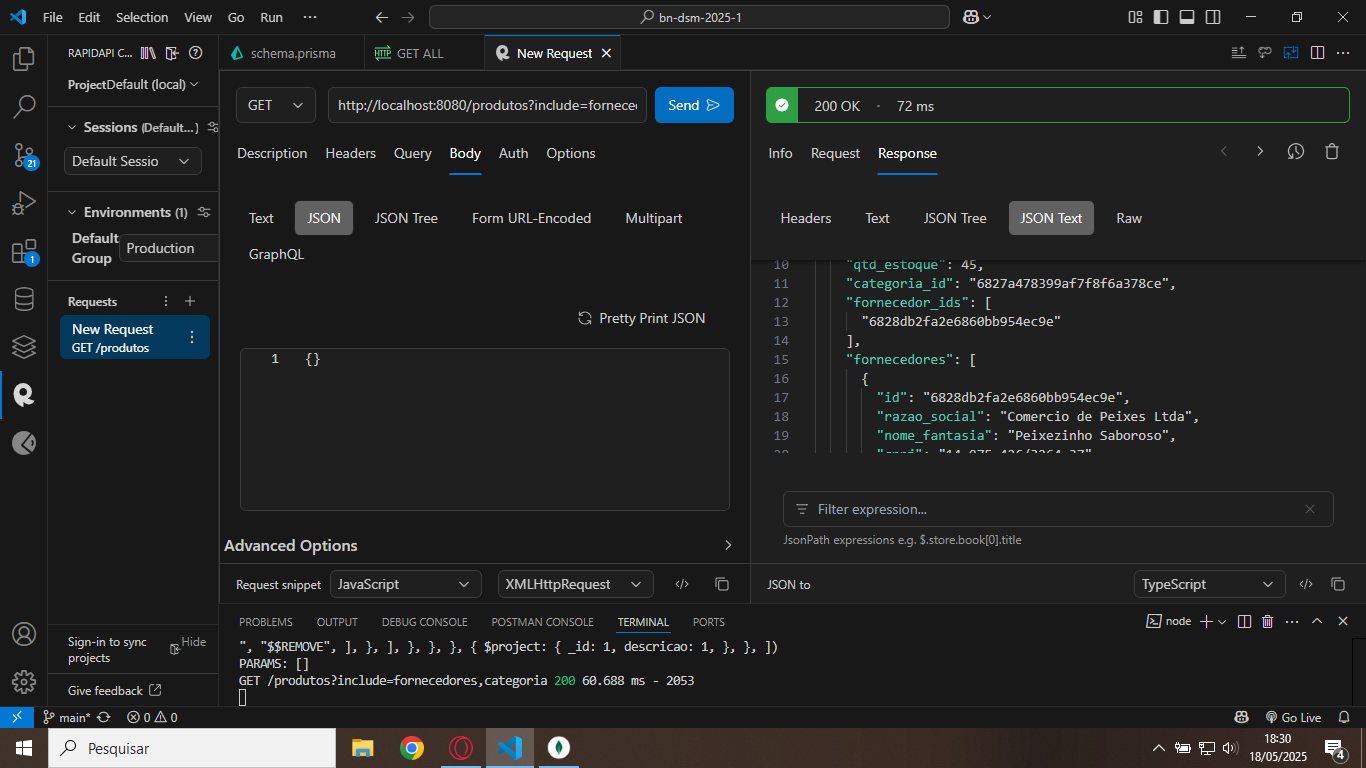 File Edit Selection View Go Run ···
bn-dsm-2025-1
RAPIDAPI C...
schema.prisma
GET ALL
New Request
Project Default (local)
Sessions (Default...]
Default Sessio
Environments (1)
Default Group
Production
Requests
New Request
GET /produtos
Sign-in to sync projects
Hide
Give feedback
GET
http://localhost:8080/produtos?include=fornece
Send
Description Headers Query Body Auth Options
Text JSON JSON Tree Form URL-Encoded Multipart
GraphQL
Pretty Print JSON
1 {}
Advanced Options
Request snippet JavaScript XMLHttpRequest
200 OK · 72 ms
Info Request Response
Headers Text JSON Tree JSON Text Raw
10 "qtd_estoque": 45,
11 "categoria_id": "6827a478399af7f8f6a378ce",
12 "fornecedor_ids": [
13 "6828db2fa2e6860bb954ec9e"
14 ],
15 "fornecedores": [
16 {
17 "id": "6828db2fa2e6860bb954ec9e",
18 "razao_social": "Comercio de Peixes Ltda",
19 "nome_fantasia": "Peixezinho Saboroso",
Filter expression...
JsonPath expressions e.g. $.store.book[0].title
JSON to TypeScript
PROBLEMS OUTPUT DEBUG CONSOLE POSTMAN CONSOLE TERMINAL PORTS
node
", "$$REMOVE", ], }, ], }, }, }, { $project: { _id: 1, descricao: 1, }, }, ])
PARAMS: []
GET /produtos?include=fornecedores,categoria 200 60.688 ms - 2053
21
1
main*
0 0
Go Live
Pesquisar
18:30
18/05/2025
4